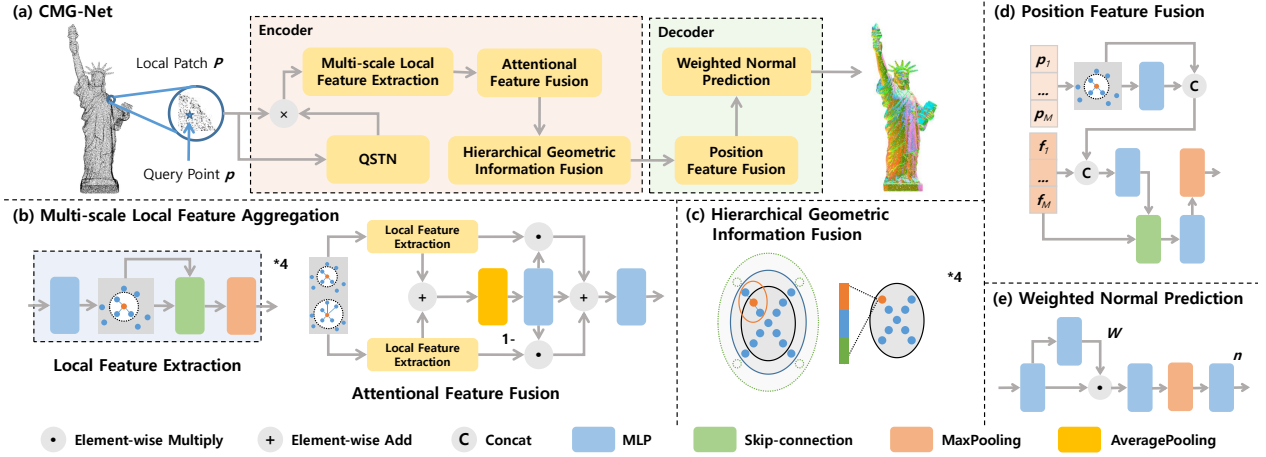 (a) CMG-Net
Local Patch P
Query Point p
Encoder
×
Multi-scale Local
Feature Extraction
Attentional
Feature Fusion
QSTN
Hierarchical Geometric
Information Fusion
Decoder
Weighted Normal
Prediction
Position
Feature Fusion
(b) Multi-scale Local Feature Aggregation
*4
Local Feature Extraction
Local Feature
Extraction
Local Feature
Extraction
+
+
1-
Attentional Feature Fusion
(c) Hierarchical Geometric
Information Fusion
*4
(d) Position Feature Fusion
p1
...
pM
f1
...
fM
C
C
(e) Weighted Normal Prediction
W
n
Element-wise Multiply
+ Element-wise Add
C Concat
MLP
Skip-connection
MaxPooling
AveragePooling